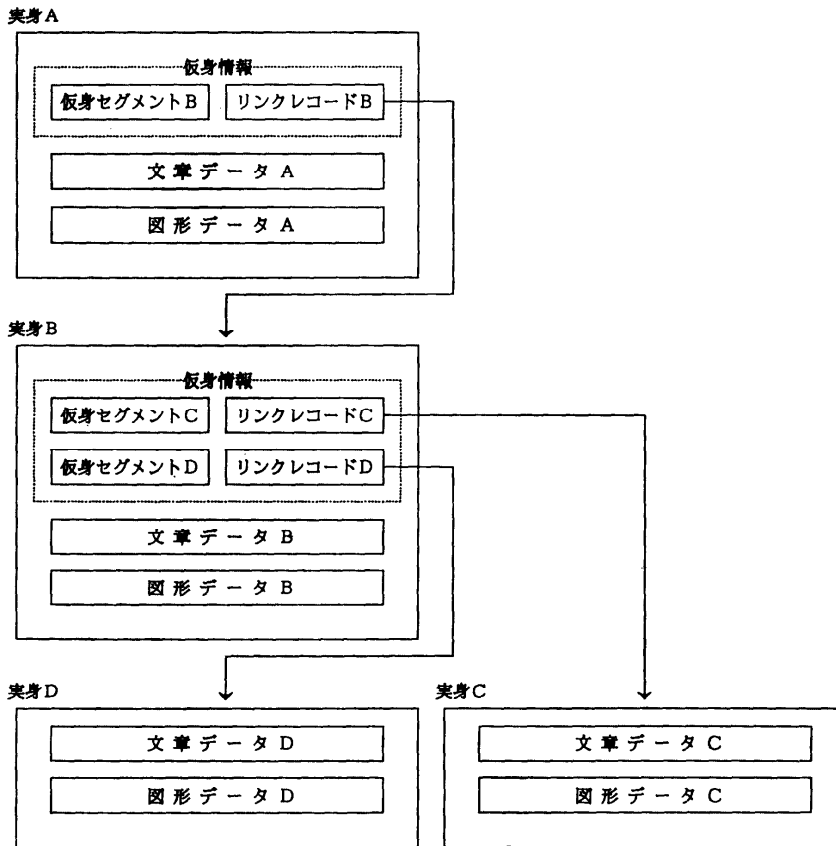 実身A
仮身情報
仮身セグメントB リンクレコードB
文章データA
図形データA
実身B
仮身情報
仮身セグメントC リンクレコードC
仮身セグメントD リンクレコードD
文章データB
図形データB
実身D 実身C
文章データD 文章データC
図形データD 図形データC